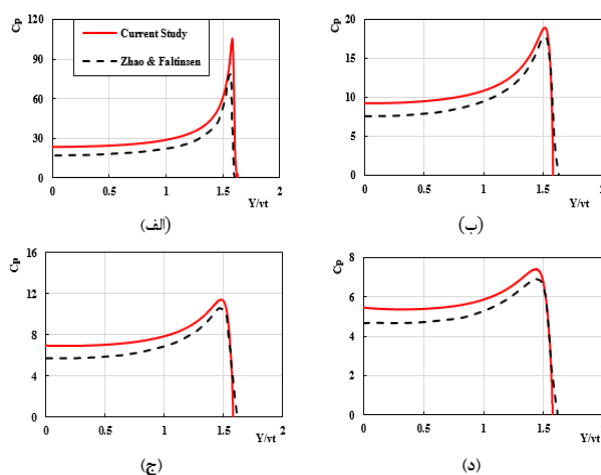 Cp
120
90
60
30
0
Current Study
Zhao & Faltinsen
0 0.5 1 1.5 2
Y/vt
(الف)
Cp
20
15
10
5
0
0 0.5 1 1.5 2
Y/vt
(ب)
Cp
16
12
8
4
0
0 0.5 1 1.5 2
Y/vt
(ج)
Cp
8
6
4
2
0
0 0.5 1 1.5 2
Y/vt
(د)